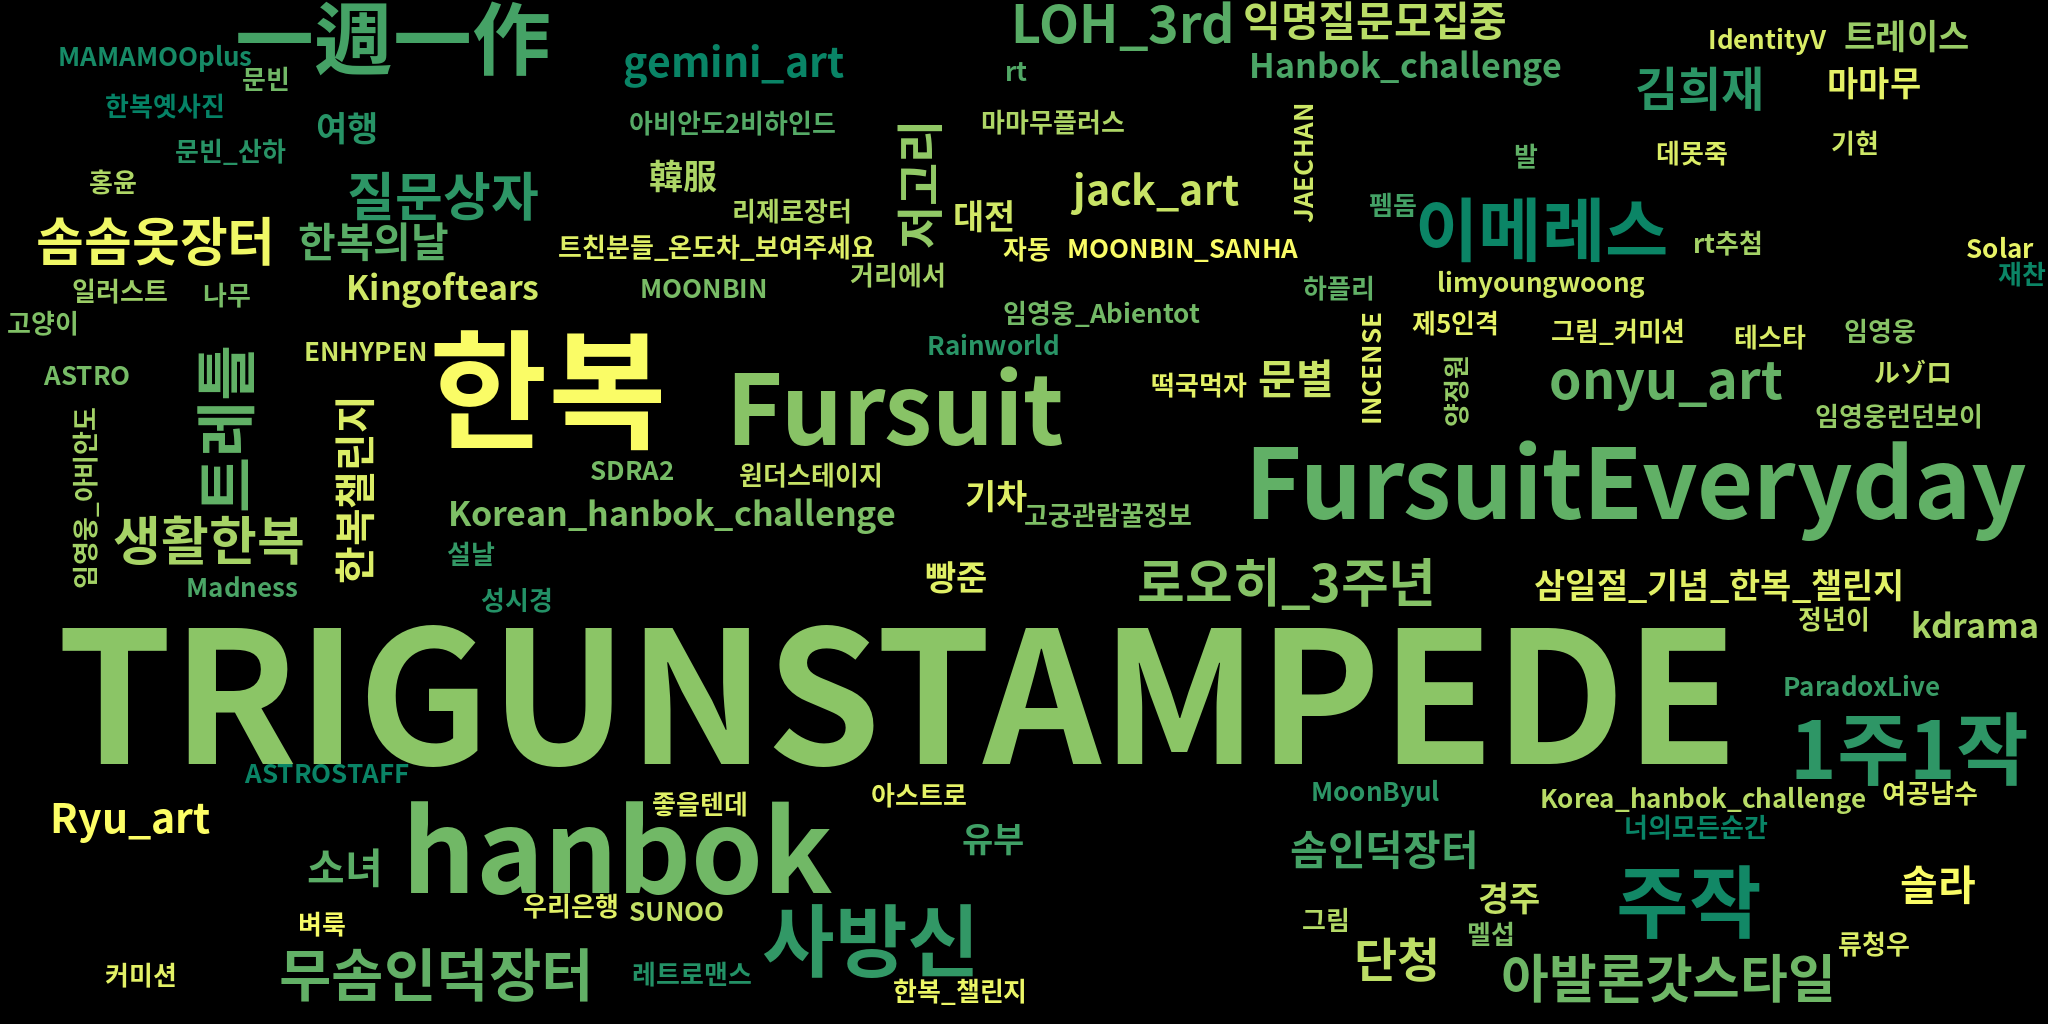 一週一作
LOH_3rd
익명질문모집중
MAMAMOOplus
gemini_art
rt
Hanbok_challenge
IdentityV
트레이스
문빈
한복옛사진
여행
아비안도2비하인드
마마무플러스
JAECHAN
김희재
마마무
문빈_산하
홍윤
질문상자
韓服
저고리
발
데못죽
기현
솜솜옷장터
한복의날
리제로장터
대전
jack_art
펨돔
이메레스
트친분들_온도차_보여주세요
자동
MOONBIN_SANHA
rt추첨
Solar
일러스트
나무
Kingoftears
MOONBIN
거리에서
하플리
limyoungwoong
재찬
고양이
임영웅_Abientot
INCENSE
제5인격
그림_커미션
테스타
임영웅
ENHYPEN
한복
Rainworld
ASTRO
트레틀
Fursuit
떡국먹자
문별
양정원
onyu_art
ルゾロ
임영웅_아비안도
한복챌린지
임영웅런던보이
SDRA2
원더스테이지
FursuitEveryday
생활한복
Korean_hanbok_challenge
기차
고궁관람꿀정보
설날
Madness
성시경
빵준
로오히_3주년
삼일절_기념_한복_챌린지
정년이
kdrama
TRIGUNSTAMPEDE
ParadoxLive
1주1작
ASTROSTAFF
Ryu_art
좋을텐데
아스트로
MoonByul
Korea_hanbok_challenge
여공남수
소녀
hanbok
유부
솜인덕장터
너의모든순간
벼룩
우리은행
SUNOO
사방신
그림
경주
주작
솔라
커미션
무솜인덕장터
레트로맨스
한복_챌린지
단청
멜섭
아발론갓스타일
류청우